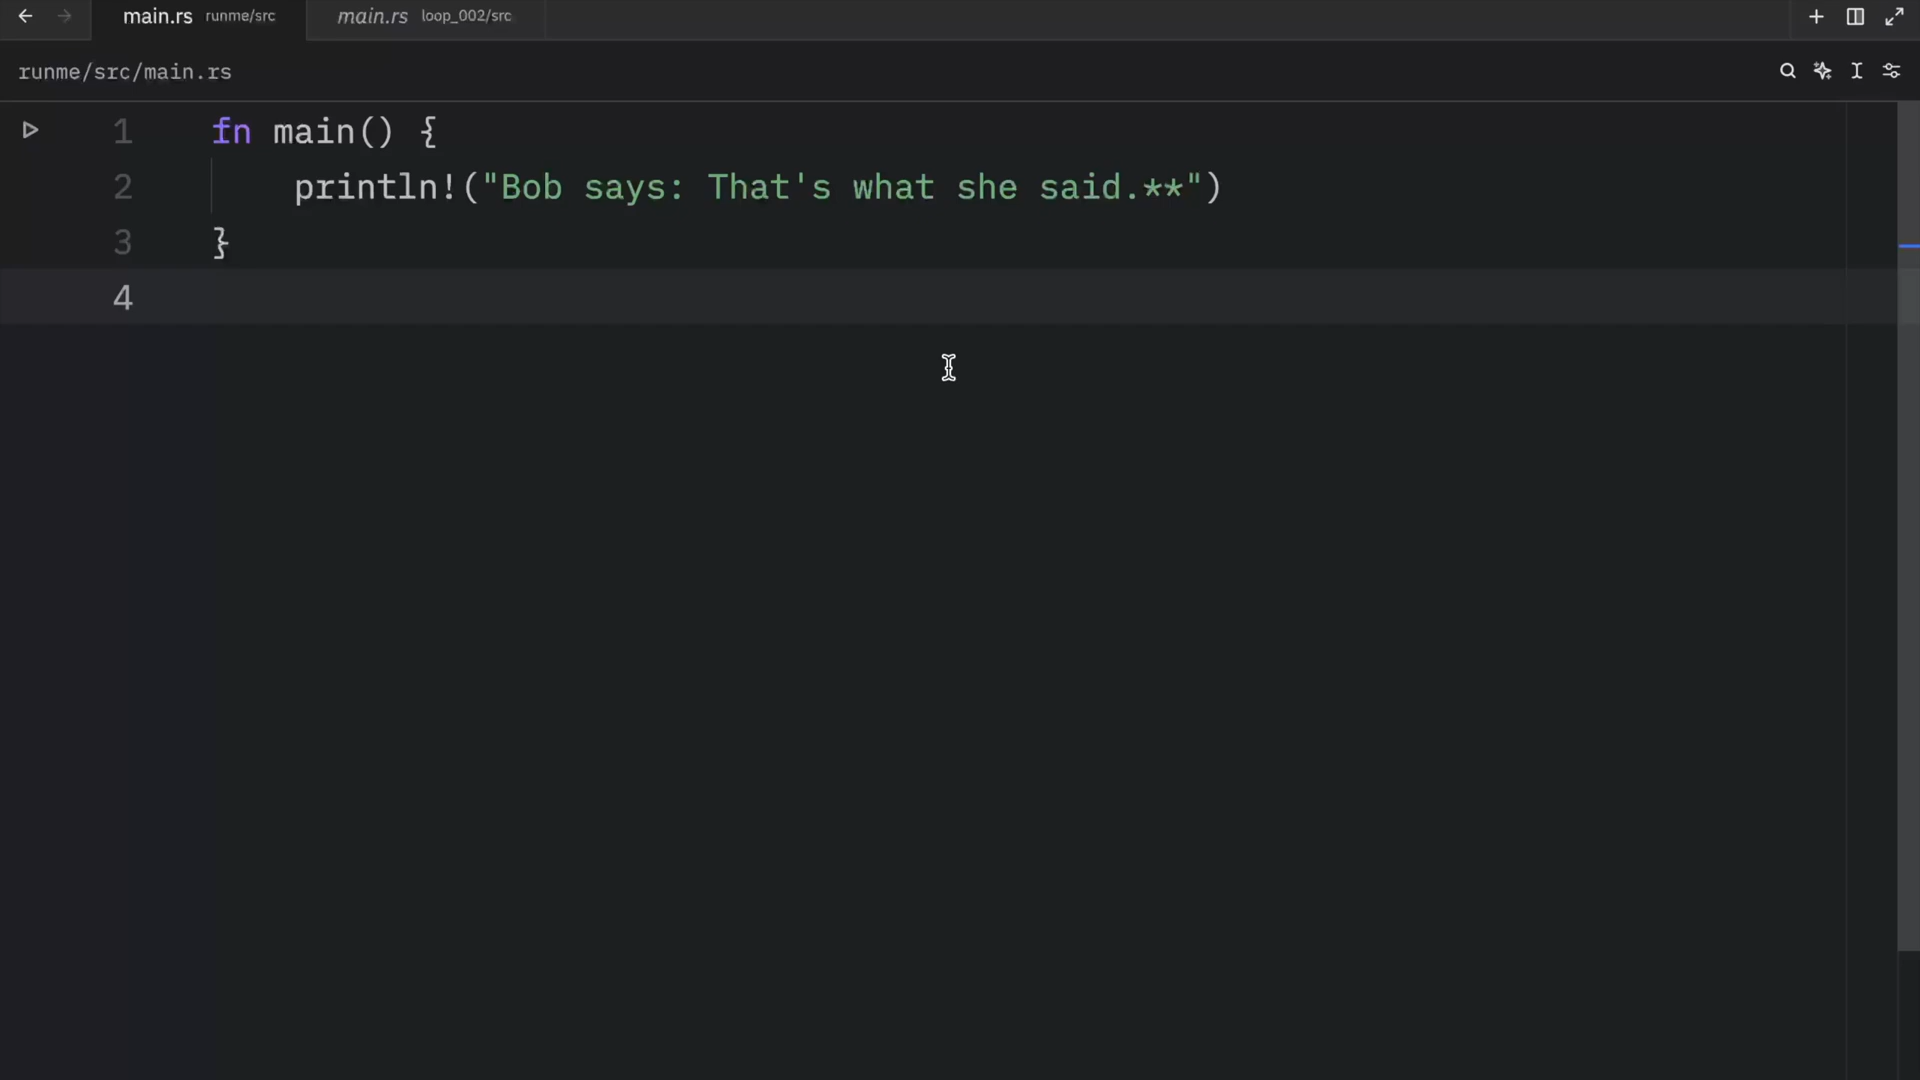 main.rs runme/src main.rs loop_002/src
runme/src/main.rs
1 fn main() {
2 println!("Bob says: That's what she said.**")
3 }
4